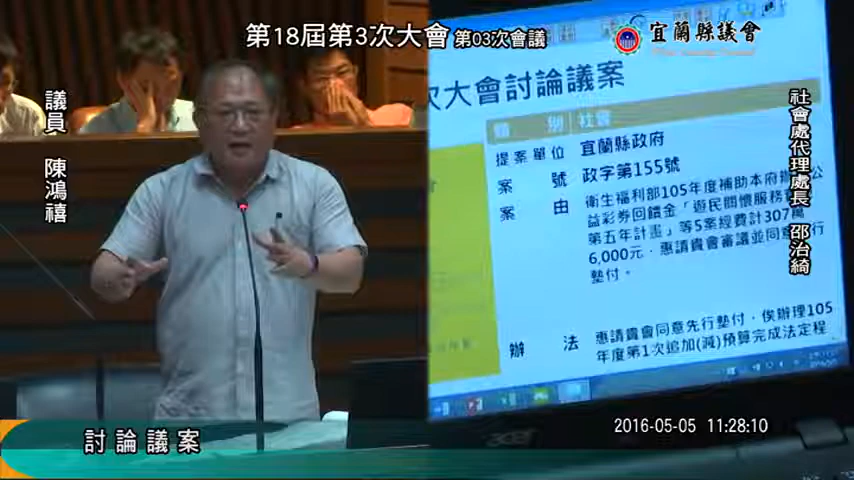 第18屆第3次大會 第03次會議
宜蘭縣議會
議員 陳鴻禧
社會處代理處長 邵治綺
次大會討論議案
類別 社會
提案單位 宜蘭縣政府
案號 政字第155號
案由 衛生福利部105年度補助本府辦
公
益彩券回饋金「遊民關懷服務
第五年計畫」等5案經費計307萬
6,000元，惠請貴會審議並同意
行
墊付。
辦法 惠請貴會同意先行墊付，俟辦理105
年度第1次追加(減)預算完成法定程
acer
2016-05-05 11:28:10
討論議案